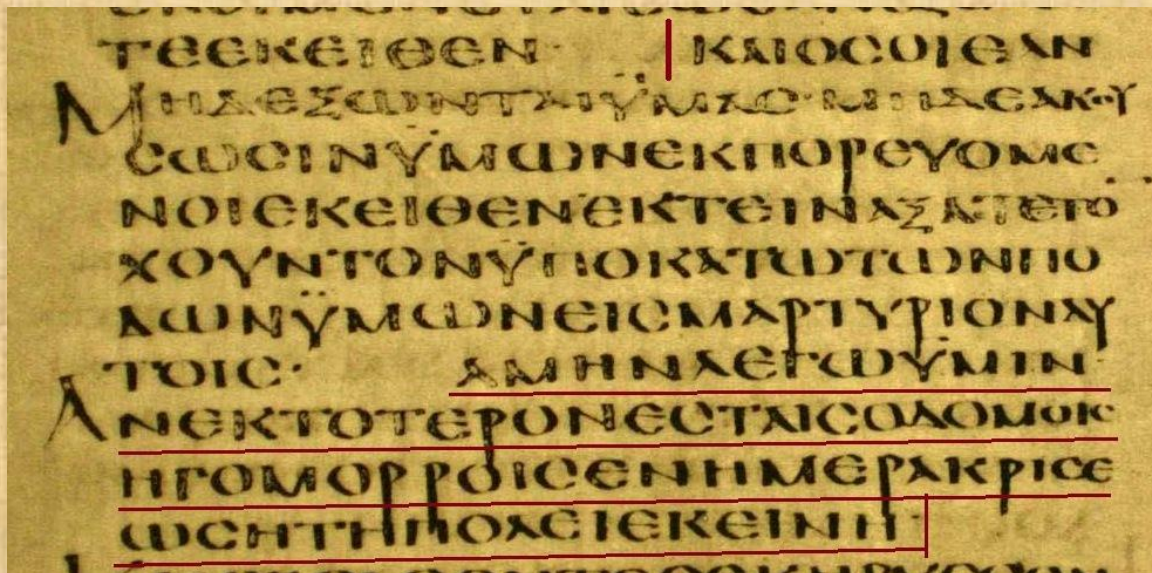 ΤΕΕΚΕΙΘΕΝ ΚΑΙΟϹΟΙΕΑΝ
ΜΗΔΕΞΩΝΤΑΙΫΜΑϹ·ΜΗΔΕΑΚΟΥ
ϹΩϹΙΝΫΜΩΝΕΚΠΟΡΕΥΟΜΕ
ΝΟΙΕΚΕΙΘΕΝΕΚΤΕΙΝΑΞΑΤΕΤΟ
ΧΟΥΝΤΟΝΫΠΟΚΑΤΩΤΩΝΠΟ
ΔΩΝΫΜΩΝΕΙϹΜΑΡΤΥΡΙΟΝΑΥ
ΤΟΙϹ· ΑΜΗΝΛΕΓΩΫΜΙΝ
ΑΝΕΚΤΟΤΕΡΟΝΕϹΤΑΙϹΟΔΟΜΟΙϹ
ΗΓΟΜΟΡΡΟΙϹΕΝΗΜΕΡΑΚΡΙϹΕ
ΩϹΗΤΗΠΟΛΕΙΕΚΕΙΝΗ